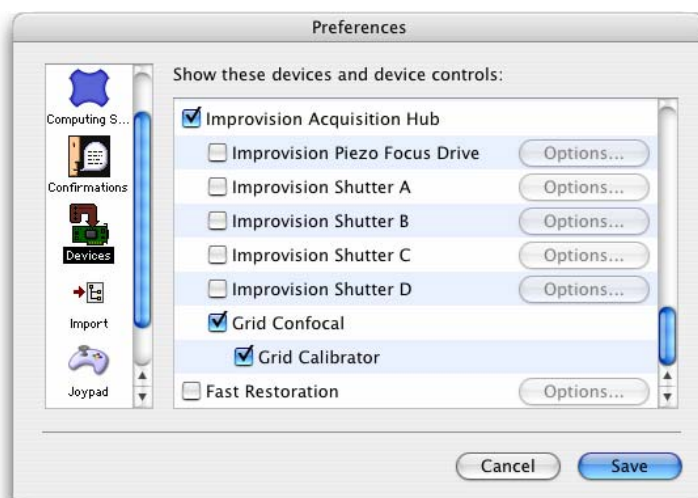 Preferences
Show these devices and device controls:
Computing S...
Confirmations
Devices
Import
Joypad
Improvision Acquisition Hub
Improvision Piezo Focus Drive Options...
Improvision Shutter A Options...
Improvision Shutter B Options...
Improvision Shutter C Options...
Improvision Shutter D Options...
Grid Confocal
Grid Calibrator
Fast Restoration Options...
Cancel Save